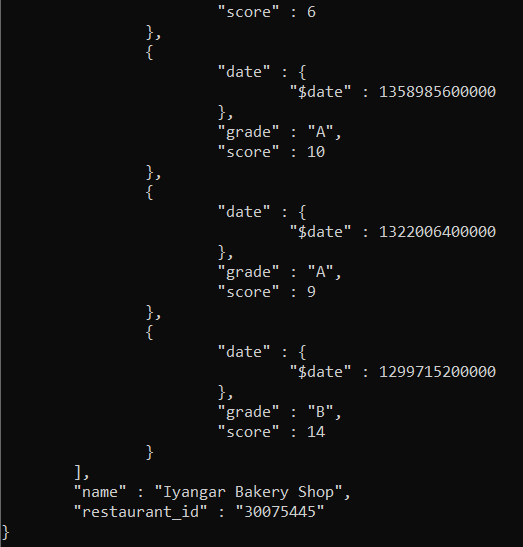 "score" : 6
},
{
"date" : {
"$date" : 1358985600000
},
"grade" : "A",
"score" : 10
},
{
"date" : {
"$date" : 1322006400000
},
"grade" : "A",
"score" : 9
},
{
"date" : {
"$date" : 1299715200000
},
"grade" : "B",
"score" : 14
}
],
"name" : "Iyangar Bakery Shop",
"restaurant_id" : "30075445"
}